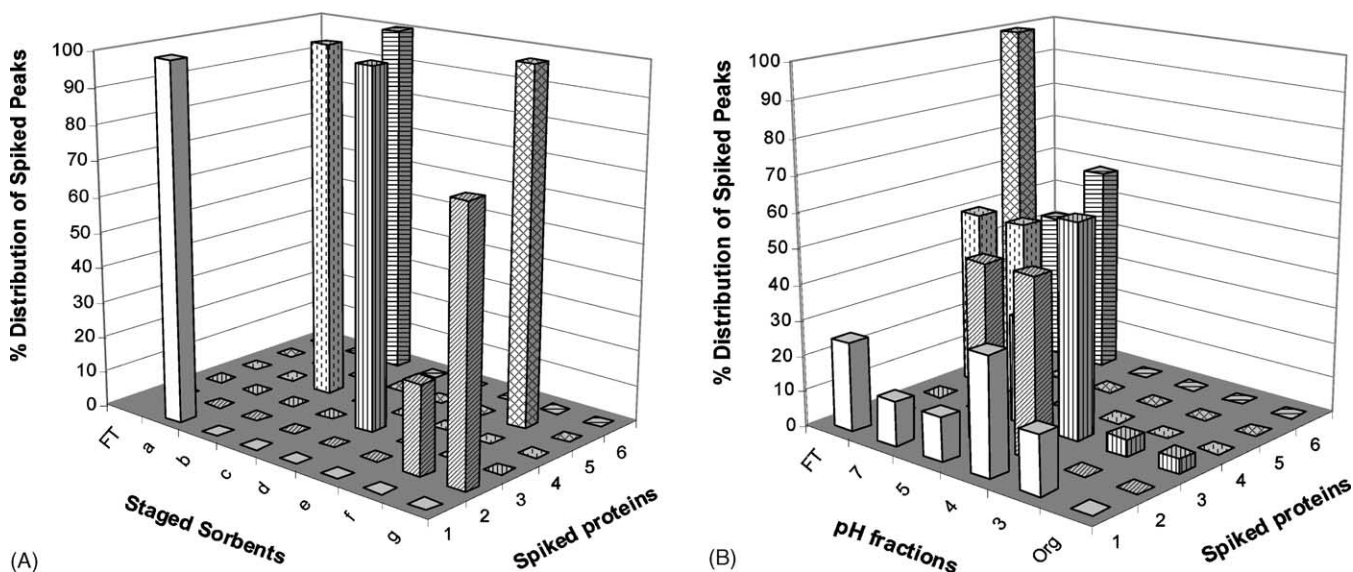 (A)
% Distribution of Spiked Peaks
100
90
80
70
60
50
40
30
20
10
0
FT
a
b
c
d
e
f
g
Staged Sorbents
1
2
3
4
5
6
Spiked proteins
(B)
% Distribution of Spiked Peaks
100
90
80
70
60
50
40
30
20
10
0
FT
7
5
4
3
Org
pH fractions
1
2
3
4
5
6
Spiked proteins